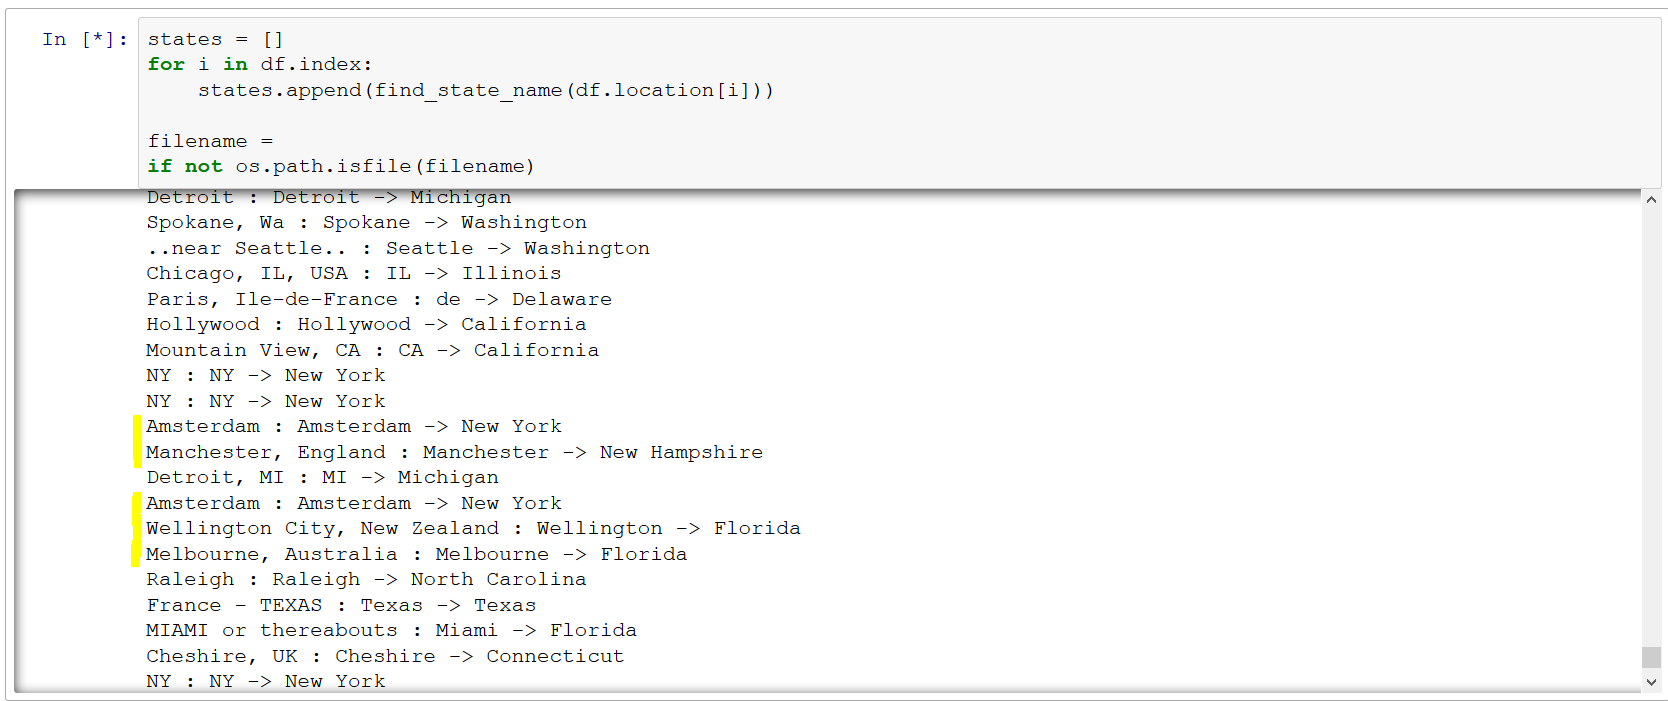 In [*]: states = []
for i in df.index:
    states.append(find_state_name(df.location[i]))
filename =
if not os.path.isfile(filename)
Detroit : Detroit -> Michigan
Spokane, Wa : Spokane -> Washington
..near Seattle.. : Seattle -> Washington
Chicago, IL, USA : IL -> Illinois
Paris, Ile-de-France : de -> Delaware
Hollywood : Hollywood -> California
Mountain View, CA : CA -> California
NY : NY -> New York
NY : NY -> New York
Amsterdam : Amsterdam -> New York
Manchester, England : Manchester -> New Hampshire
Detroit, MI : MI -> Michigan
Amsterdam : Amsterdam -> New York
Wellington City, New Zealand : Wellington -> Florida
Melbourne, Australia : Melbourne -> Florida
Raleigh : Raleigh -> North Carolina
France - TEXAS : Texas -> Texas
MIAMI or thereabouts : Miami -> Florida
Cheshire, UK : Cheshire -> Connecticut
NY : NY -> New York